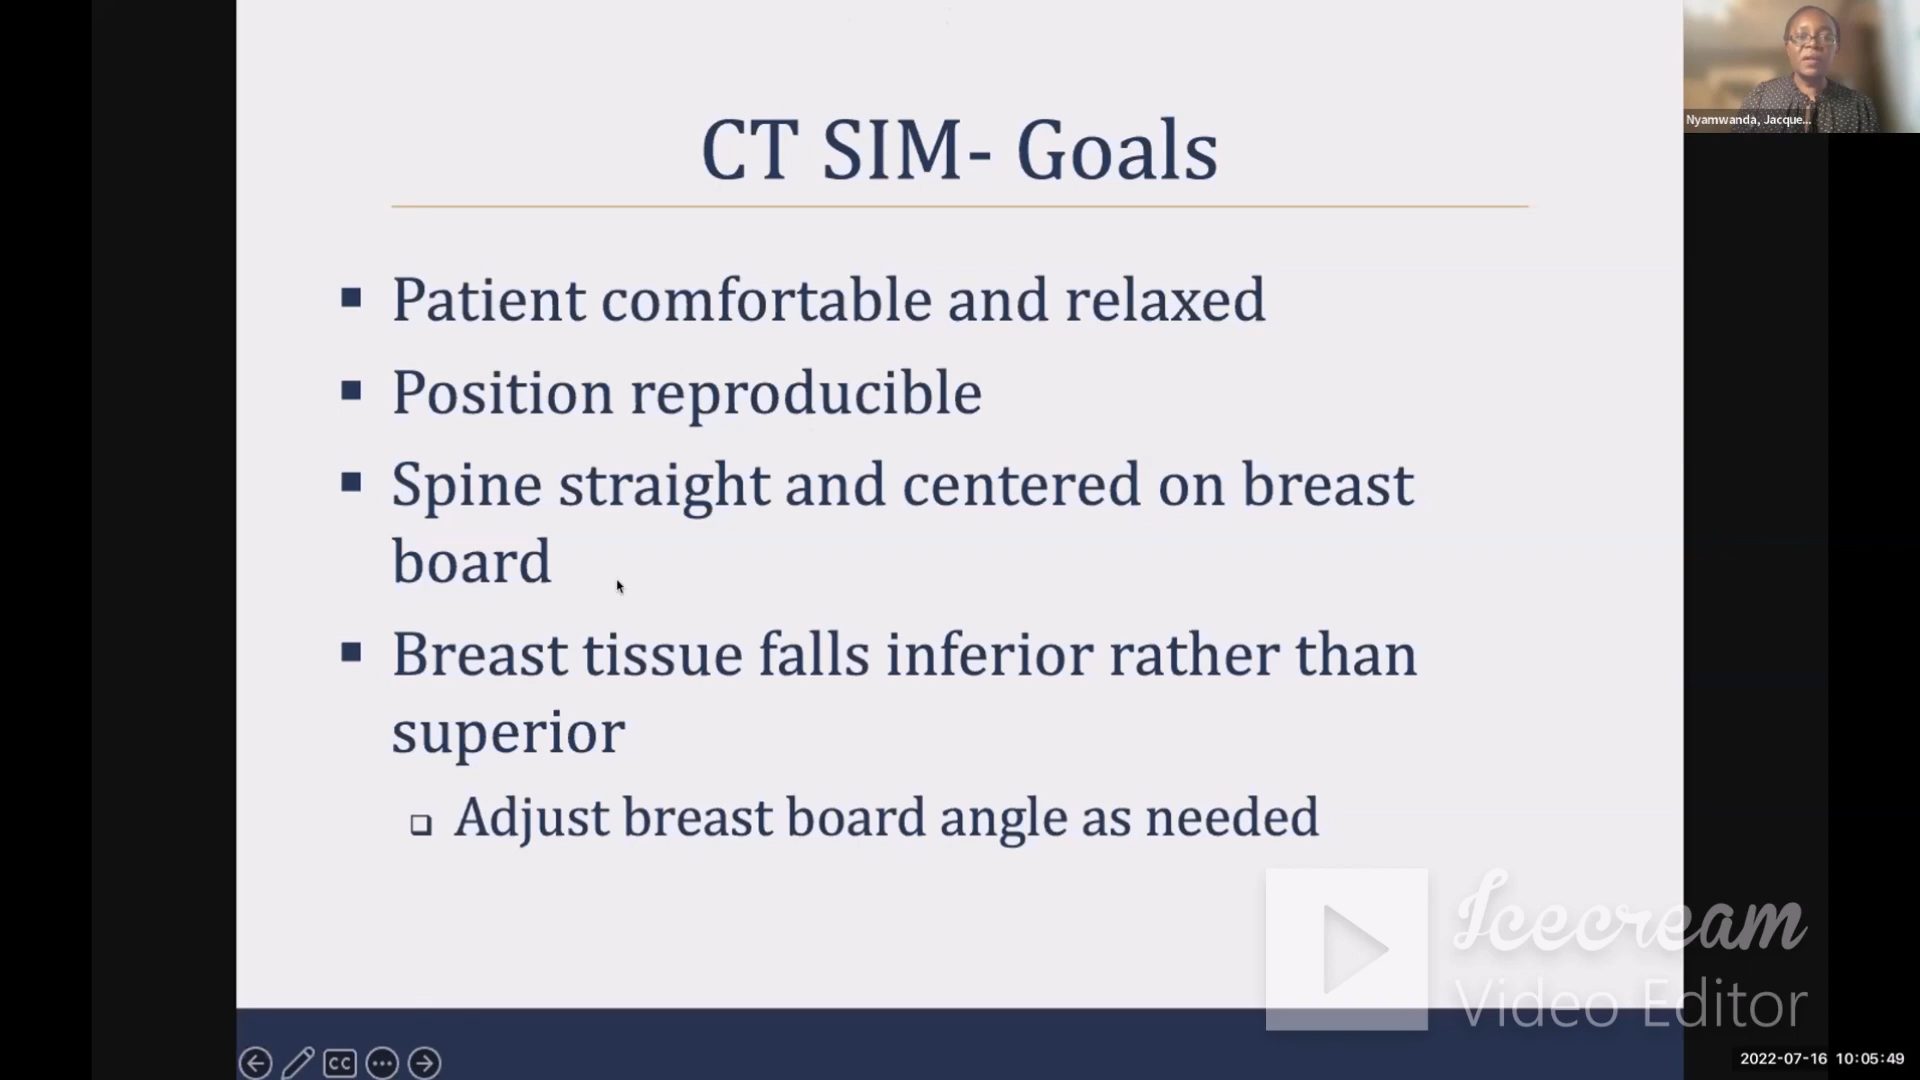 CT SIM- Goals
Nyamwanda, Jacque...
▪ Patient comfortable and relaxed
▪ Position reproducible
▪ Spine straight and centered on breast
board
▪ Breast tissue falls inferior rather than
superior
❑ Adjust breast board angle as needed
Icecream
Video Editor
CC
2022-07-16 10:05:49